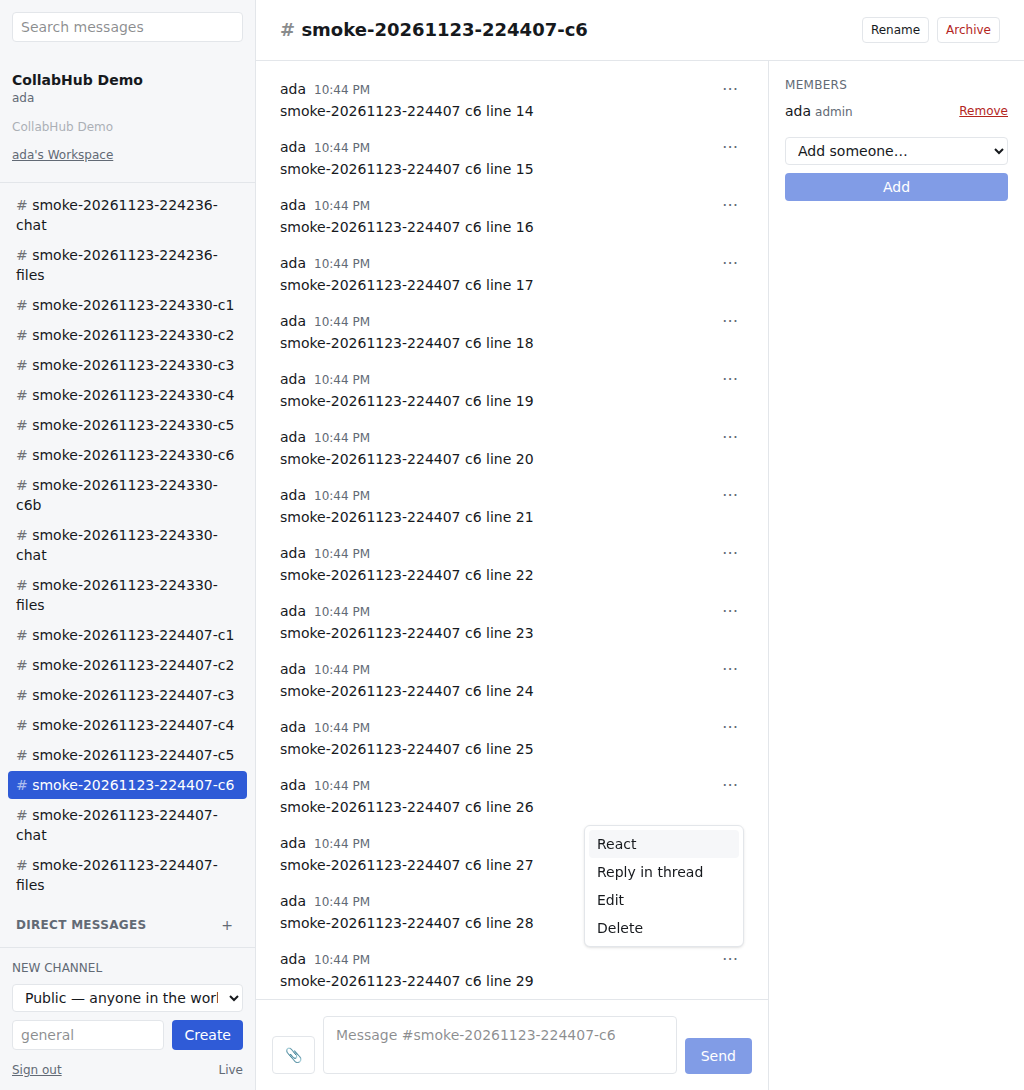 Search messages
CollabHub Demo
ada
CollabHub Demo
ada's Workspace
# smoke-20261123-224236-
chat
# smoke-20261123-224236-
files
# smoke-20261123-224330-c1
# smoke-20261123-224330-c2
# smoke-20261123-224330-c3
# smoke-20261123-224330-c4
# smoke-20261123-224330-c5
# smoke-20261123-224330-c6
# smoke-20261123-224330-
c6b
# smoke-20261123-224330-
chat
# smoke-20261123-224330-
files
# smoke-20261123-224407-c1
# smoke-20261123-224407-c2
# smoke-20261123-224407-c3
# smoke-20261123-224407-c4
# smoke-20261123-224407-c5
# smoke-20261123-224407-c6
# smoke-20261123-224407-
chat
# smoke-20261123-224407-
files
DIRECT MESSAGES +
NEW CHANNEL
Public — anyone in the worl
general
Create
Sign out
Live
# smoke-20261123-224407-c6
Rename
Archive
ada 10:44 PM ...
smoke-20261123-224407 c6 line 14
ada 10:44 PM ...
smoke-20261123-224407 c6 line 15
ada 10:44 PM ...
smoke-20261123-224407 c6 line 16
ada 10:44 PM ...
smoke-20261123-224407 c6 line 17
ada 10:44 PM ...
smoke-20261123-224407 c6 line 18
ada 10:44 PM ...
smoke-20261123-224407 c6 line 19
ada 10:44 PM ...
smoke-20261123-224407 c6 line 20
ada 10:44 PM ...
smoke-20261123-224407 c6 line 21
ada 10:44 PM ...
smoke-20261123-224407 c6 line 22
ada 10:44 PM ...
smoke-20261123-224407 c6 line 23
ada 10:44 PM ...
smoke-20261123-224407 c6 line 24
ada 10:44 PM ...
smoke-20261123-224407 c6 line 25
ada 10:44 PM ...
smoke-20261123-224407 c6 line 26
ada 10:44 PM
smoke-20261123-224407 c6 line 27
ada 10:44 PM
smoke-20261123-224407 c6 line 28
ada 10:44 PM ...
smoke-20261123-224407 c6 line 29
React
Reply in thread
Edit
Delete
Message #smoke-20261123-224407-c6
Send
MEMBERS
ada admin
Remove
Add someone...
Add